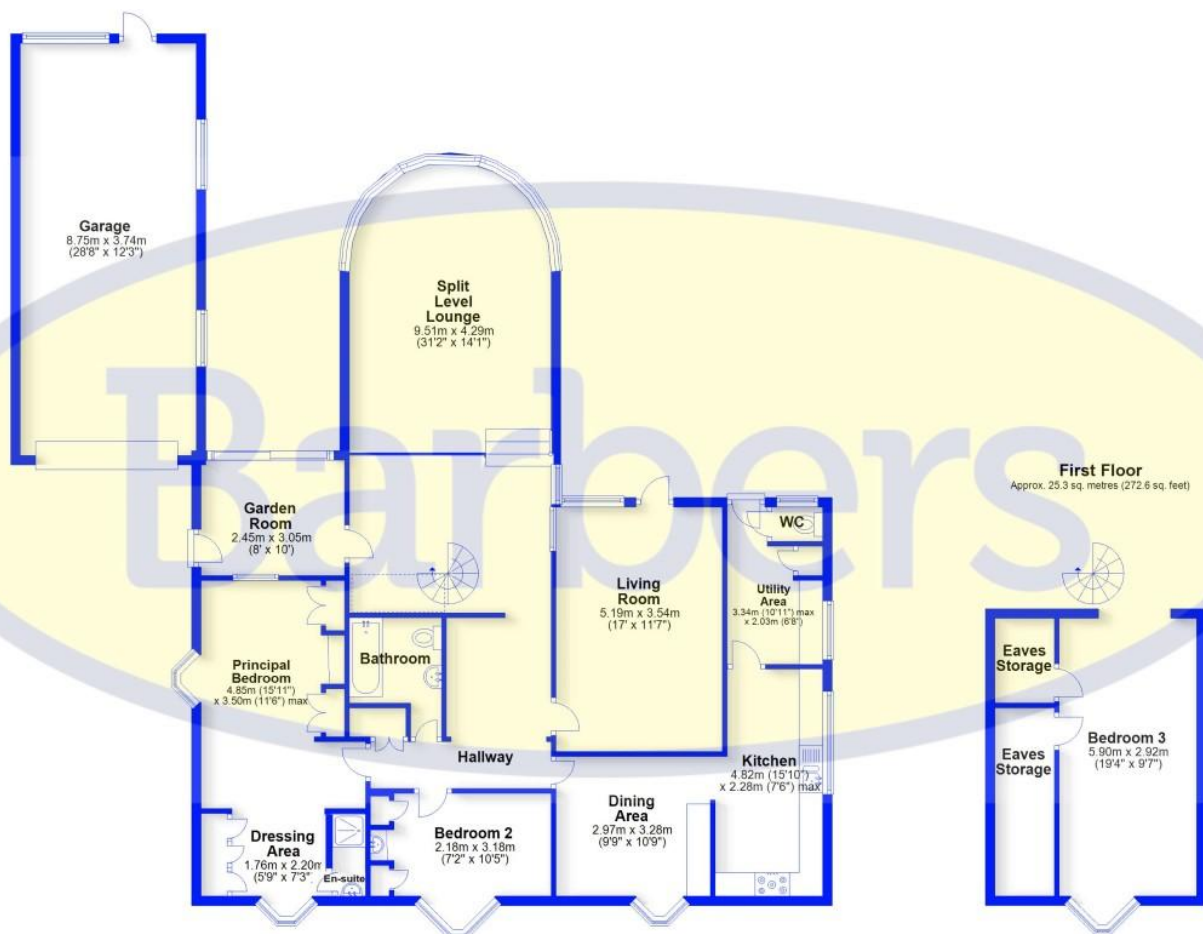 Garage
8.75m x 3.74m
(28'8" x 12'3")
Split
Level
Lounge
9.51m x 4.29m
(31'2" x 14'1")
Barbers
First Floor
Approx. 25.3 sq. metres (272.6 sq. feet)
Garden
Room
2.45m x 3.05m
(8' x 10')
WC
Living
Room
5.19m x 3.54m
(17' x 11'7")
Utility
Area
3.34m (10'11") max
x 2.03m (6'8")
Bathroom
Principal
Bedroom
4.85m (15'11")
x 3.50m (11'6") max
Eaves
Storage
Hallway
Kitchen
4.82m (15'10")
x 2.28m (7'6") max
Eaves
Storage
Bedroom 3
5.90m x 2.92m
(19'4" x 9'7")
Dressing
Area
1.76m x 2.20m
(5'9" x 7'3"
En-suite
Bedroom 2
2.18m x 3.18m
(7'2" x 10'5")
Dining
Area
2.97m x 3.28m
(9'9" x 10'9")